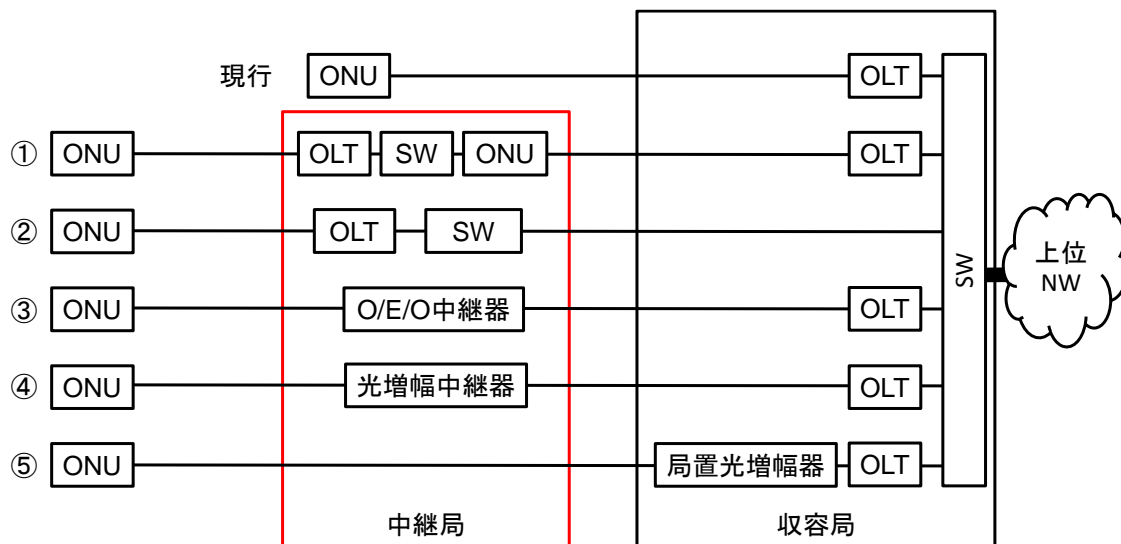 現行 ONU OLT
① ONU OLT SW ONU OLT
② ONU OLT SW
③ ONU O/E/O中継器 OLT
④ ONU 光増幅中継器 OLT
⑤ ONU 局置光増幅器 OLT
SW
上位
NW
中継局 収容局